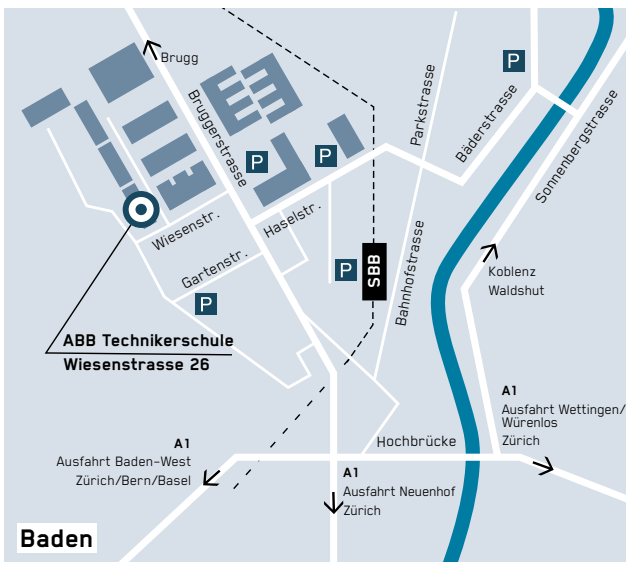 Brugg
P
Bruggerstrasse
Parkstrasse
Bäderstrasse
Sonnenbergstrasse
P
P
Wiesenstr.
Haselstr.
Gartenstr.
P
SBB
Bahnhofstrasse
Koblenz
Waldshut
P
ABB Technikerschule
Wiesenstrasse 26
A1
Ausfahrt Wettingen/
Würenlos
Zürich
A1
Ausfahrt Baden-West
Zürich/Bern/Basel
Hochbrücke
A1
Ausfahrt Neuenhof
Zürich
Baden